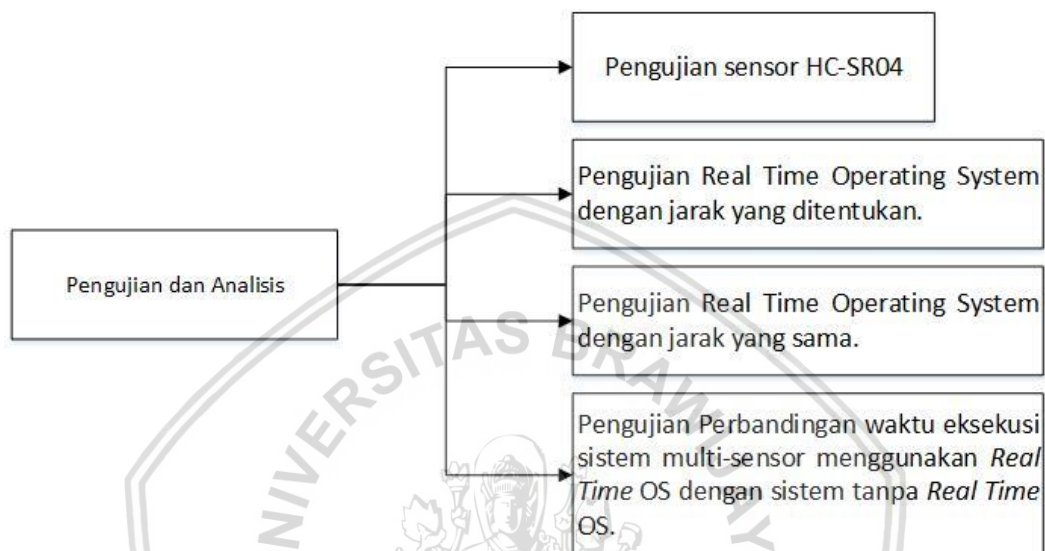 Pengujian sensor HC-SR04
Pengujian Real Time Operating System
dengan jarak yang ditentukan.
Pengujian dan Analisis
Pengujian Real Time Operating System
dengan jarak yang sama.
Pengujian Perbandingan waktu eksekusi
sistem multi-sensor menggunakan Real
Time OS dengan sistem tanpa Real Time
OS.
UNIVERSITAS BRAWIJAYA